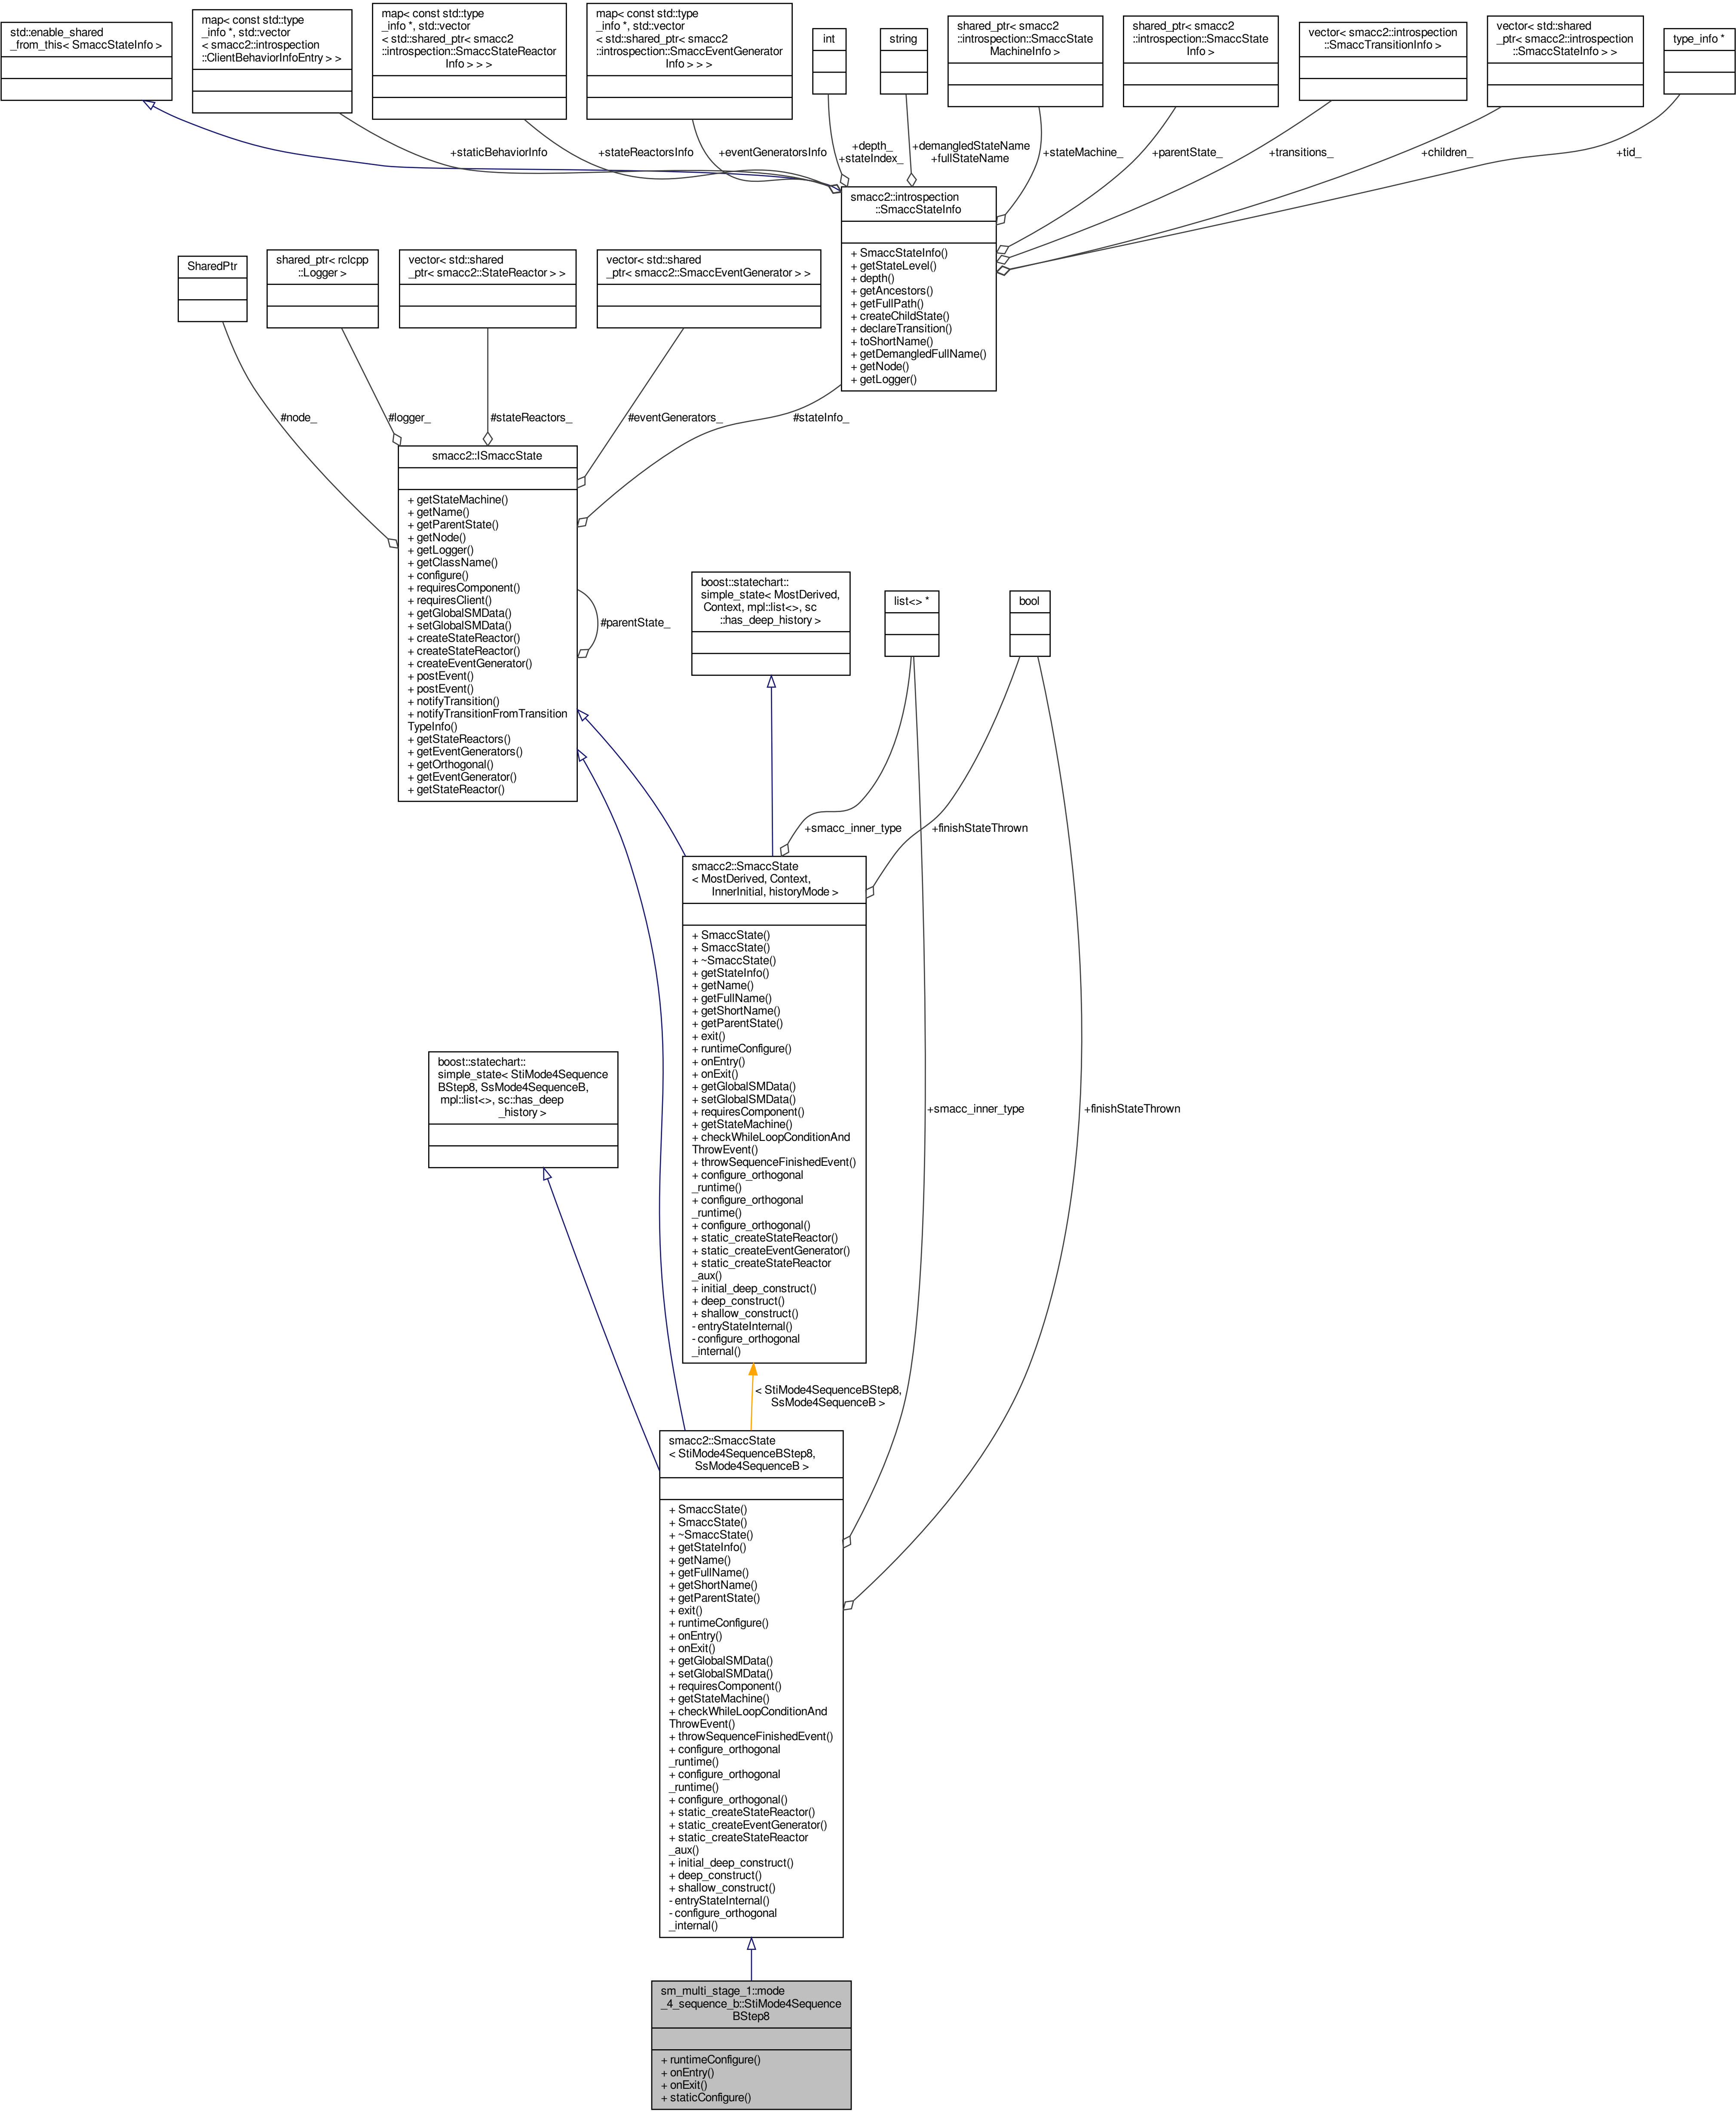 std::enable_shared
_from_this< SmaccStateInfo >
map< const std::type
_info *, std::vector
< smacc2::introspection
::ClientBehaviorInfoEntry > >
map< const std::type
_info *, std::vector
< std::shared_ptr< smacc2
::introspection::SmaccStateReactor
Info > > >
map< const std::type
_info *, std::vector
< std::shared_ptr< smacc2
::introspection::SmaccEventGenerator
Info > > >
int
string
shared_ptr< smacc2
::introspection::SmaccState
MachineInfo >
shared_ptr< smacc2
::introspection::SmaccState
Info >
vector< smacc2::introspection
::SmaccTransitionInfo >
vector< std::shared
_ptr< smacc2::introspection
::SmaccStateInfo > >
type_info *
+staticBehaviorInfo
+stateReactorsInfo
+eventGeneratorsInfo
+depth_
+stateIndex_
+demangledStateName
+fullStateName
+stateMachine_
+parentState_
+transitions_
+children_
+tid_
smacc2::introspection
::SmaccStateInfo
+ SmaccStateInfo()
+ getStateLevel()
+ depth()
+ getAncestors()
+ getFullPath()
+ createChildState()
+ declareTransition()
+ toShortName()
+ getDemangledFullName()
+ getNode()
+ getLogger()
SharedPtr
shared_ptr< rclcpp
::Logger >
vector< std::shared
_ptr< smacc2::StateReactor > >
vector< std::shared
_ptr< smacc2::SmaccEventGenerator > >
#node_
#logger_
#stateReactors_
#eventGenerators_
#stateInfo_
smacc2::ISmaccState
+ getStateMachine()
+ getName()
+ getParentState()
+ getNode()
+ getLogger()
+ getClassName()
+ configure()
+ requiresComponent()
+ requiresClient()
+ getGlobalSMData()
+ setGlobalSMData()
+ createStateReactor()
+ createStateReactor()
+ createEventGenerator()
+ postEvent()
+ postEvent()
+ notifyTransition()
+ notifyTransitionFromTransition
TypeInfo()
+ getStateReactors()
+ getEventGenerators()
+ getOrthogonal()
+ getEventGenerator()
+ getStateReactor()
#parentState_
boost::statechart::
simple_state< MostDerived,
Context, mpl::list<>, sc
::has_deep_history >
list<> *
bool
+smacc_inner_type
+finishStateThrown
smacc2::SmaccState
< MostDerived, Context,
InnerInitial, historyMode >
+ SmaccState()
+ SmaccState()
+ ~SmaccState()
+ getStateInfo()
+ getName()
+ getFullName()
+ getShortName()
+ getParentState()
+ exit()
+ runtimeConfigure()
+ onEntry()
+ onExit()
+ getGlobalSMData()
+ setGlobalSMData()
+ requiresComponent()
+ getStateMachine()
+ checkWhileLoopConditionAnd
ThrowEvent()
+ throwSequenceFinishedEvent()
+ configure_orthogonal
_runtime()
+ configure_orthogonal
_runtime()
+ configure_orthogonal()
+ static_createStateReactor()
+ static_createEventGenerator()
+ static_createStateReactor
_aux()
+ initial_deep_construct()
+ deep_construct()
+ shallow_construct()
- entryStateInternal()
- configure_orthogonal
_internal()
boost::statechart::
simple_state< StiMode4Sequence
BStep8, SsMode4SequenceB,
mpl::list<>, sc::has_deep
_history >
+smacc_inner_type
+finishStateThrown
< StiMode4SequenceBStep8,
SsMode4SequenceB >
smacc2::SmaccState
< StiMode4SequenceBStep8,
SsMode4SequenceB >
+ SmaccState()
+ SmaccState()
+ ~SmaccState()
+ getStateInfo()
+ getName()
+ getFullName()
+ getShortName()
+ getParentState()
+ exit()
+ runtimeConfigure()
+ onEntry()
+ onExit()
+ getGlobalSMData()
+ setGlobalSMData()
+ requiresComponent()
+ getStateMachine()
+ checkWhileLoopConditionAnd
ThrowEvent()
+ throwSequenceFinishedEvent()
+ configure_orthogonal
_runtime()
+ configure_orthogonal
_runtime()
+ configure_orthogonal()
+ static_createStateReactor()
+ static_createEventGenerator()
+ static_createStateReactor
_aux()
+ initial_deep_construct()
+ deep_construct()
+ shallow_construct()
- entryStateInternal()
- configure_orthogonal
_internal()
sm_multi_stage_1::mode
_4_sequence_b::StiMode4Sequence
BStep8
+ runtimeConfigure()
+ onEntry()
+ onExit()
+ staticConfigure()